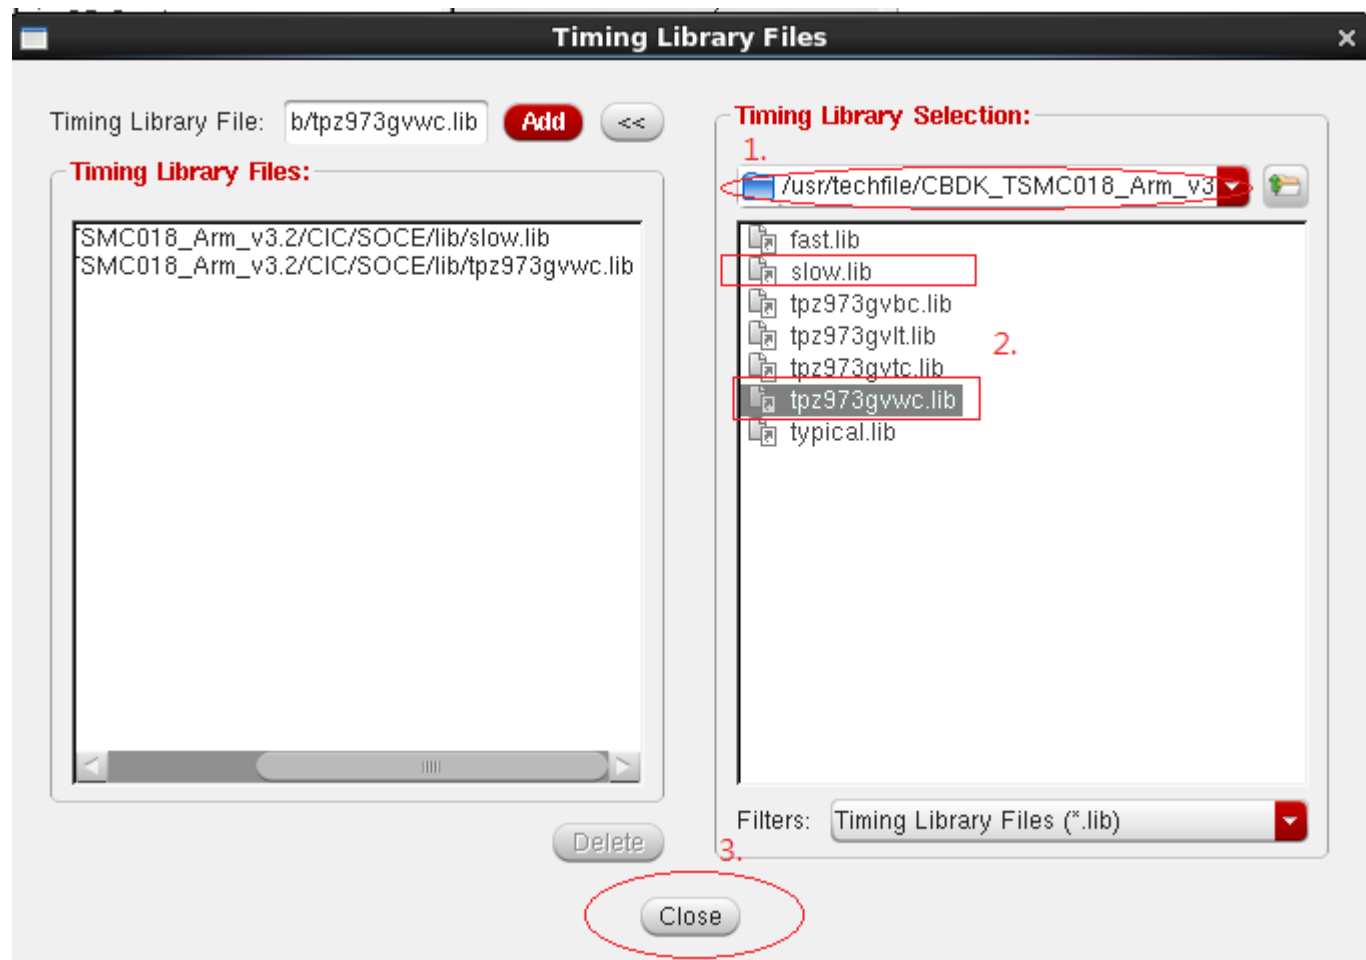 Timing Library Files
Timing Library File: b/tpz973gvwc.lib Add <<
Timing Library Files:
SMC018_Arm_v3.2/CIC/SOCE/lib/slow.lib
SMC018_Arm_v3.2/CIC/SOCE/lib/tpz973gvwc.lib
Delete
Timing Library Selection:
1.
/usr/techfile/CBDK_TSMC018_Arm_v3
fast.lib
slow.lib
tpz973gvbc.lib
tpz973gvlt.lib
2.
tpz973gvtc.lib
tpz973gvwc.lib
typical.lib
Filters: Timing Library Files (*.lib)
3.
Close